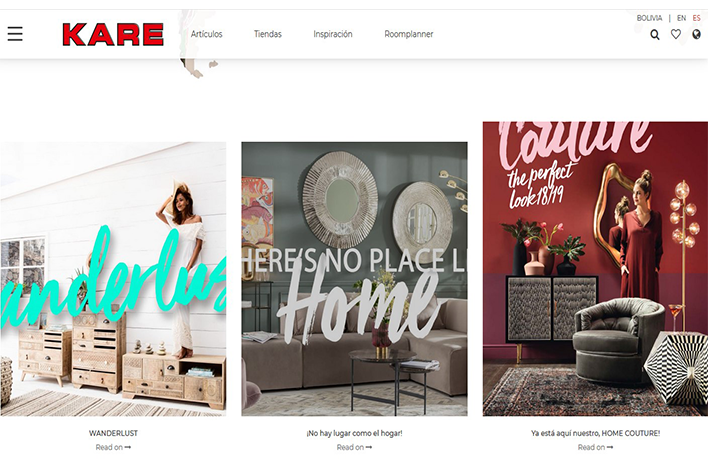 BOLIVIA | EN ES
KARE
Artículos Tiendas Inspiración Roomplanner
anderlus
HERE'S NO PLACE LI
Home
Couture
the perfect
look 18/19
WANDERLUST
Read on →
¡No hay lugar como el hogar!
Read on →
Ya está aquí nuestro, HOME COUTURE!
Read on →